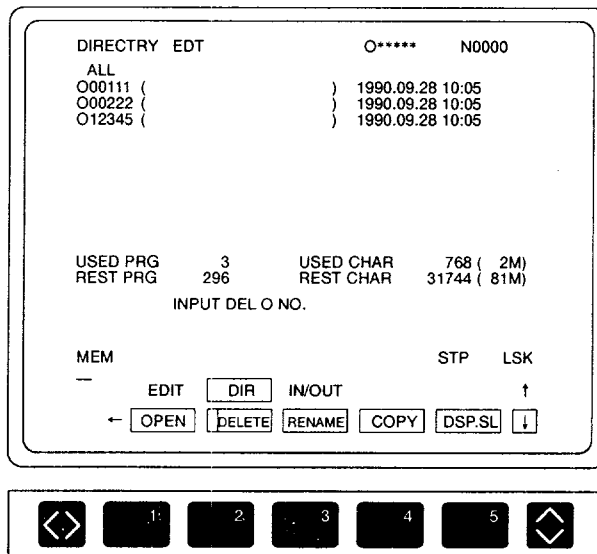 DIRECTRY EDT O***** N0000
ALL
O00111 ( ) 1990.09.28 10:05
O00222 ( ) 1990.09.28 10:05
O12345 ( ) 1990.09.28 10:05
USED PRG 3 USED CHAR 768 ( 2M)
REST PRG 296 REST CHAR 31744 ( 81M)
INPUT DEL O NO.
MEM STP LSK
EDIT DIR IN/OUT ↑
← OPEN DELETE RENAME COPY DSP.SL ↓
1 2 3 4 5